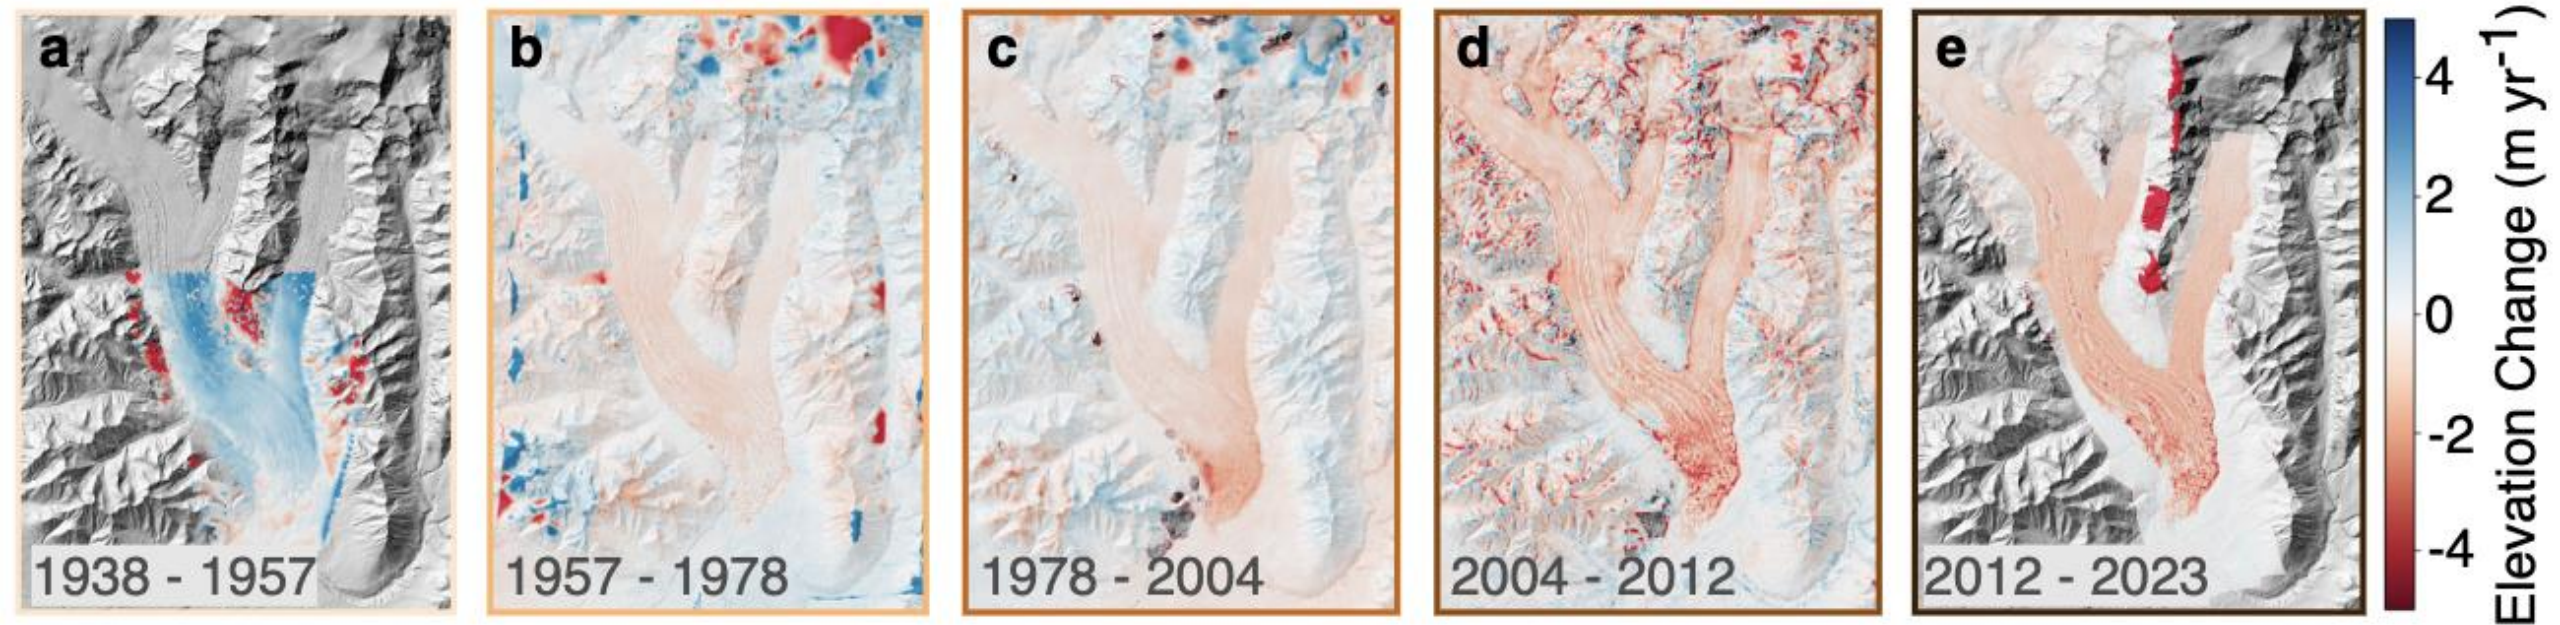 a
b
c
d
e
1938 - 1957
1957 - 1978
1978 - 2004
2004 - 2012
2012 - 2023
4
2
0
-2
-4
Elevation Change (m yr⁻¹)